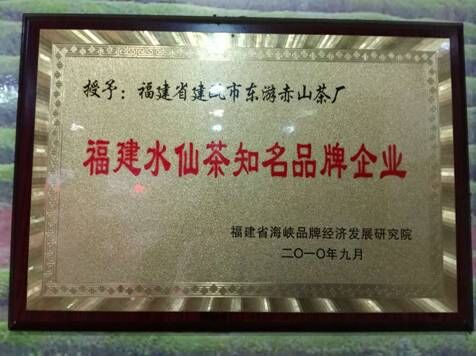 授予：福建省建瓯市东游赤山茶厂
福建水仙茶知名品牌企业
福建省海峡品牌经济发展研究院
二〇一〇年九月